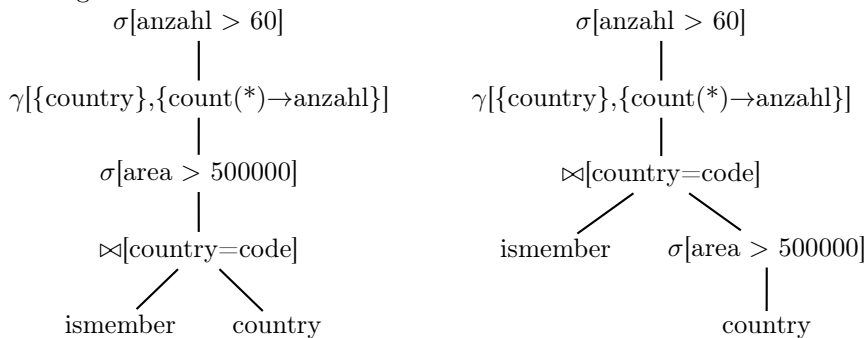 σ[anzahl > 60]
γ[{country},{count(*)→anzahl}]
σ[area > 500000]
⋈[country=code]
ismember country
σ[anzahl > 60]
γ[{country},{count(*)→anzahl}]
⋈[country=code]
ismember σ[area > 500000]
country